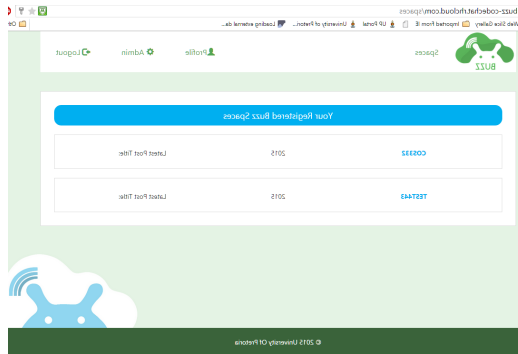 buzz-codechat.rhcloud.com/spaces
Web Slice Gallery Imported From IE UP Portal University of Pretori... Loading external da...
BUZZ Spaces Profile Admin Logout
Your Registered Buzz Spaces
COS332 2015 Latest Post Title:
TEST443 2015 Latest Post Title:
© 2015 University Of Pretoria